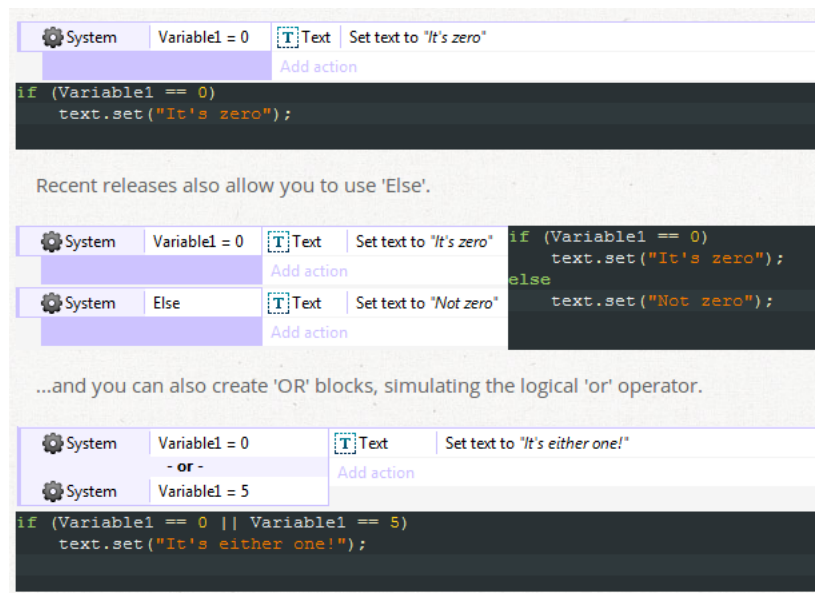 System Variable1 = 0 T Text Set text to "It's zero"
Add action
if (Variable1 == 0)
text.set("It's zero");
Recent releases also allow you to use 'Else'.
System Variable1 = 0 T Text Set text to "It's zero"
Add action
System Else T Text Set text to "Not zero"
Add action
if (Variable1 == 0)
text.set("It's zero");
else
text.set("Not zero");
...and you can also create 'OR' blocks, simulating the logical 'or' operator.
System Variable1 = 0 T Text Set text to "It's either one!"
- or -
Add action
System Variable1 = 5
if (Variable1 == 0 || Variable1 == 5)
text.set("It's either one!");